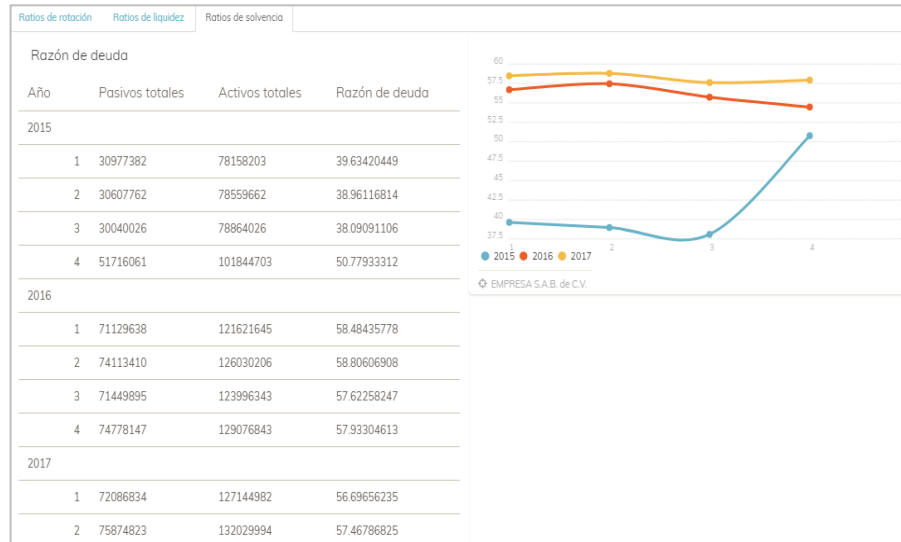 Ratios de rotación Ratios de liquidez Ratios de solvencia
Razón de deuda
Año Pasivos totales Activos totales Razón de deuda
2015
1 30977382 78158203 39.63420449
2 30607762 78559662 38.96116814
3 30040026 78864026 38.09091106
4 51716061 101844703 50.77933312
2016
1 71129638 121621645 58.48435778
2 74113410 126030206 58.80606908
3 71449895 123996343 57.62258247
4 74778147 129076843 57.93304613
2017
1 72086834 127144982 56.69656235
2 75874823 132029994 57.46786825
60
57.5
55
52.5
50
47.5
45
42.5
40
37.5
1 2 3 4
2015 2016 2017
EMPRESA S.A.B. de C.V.